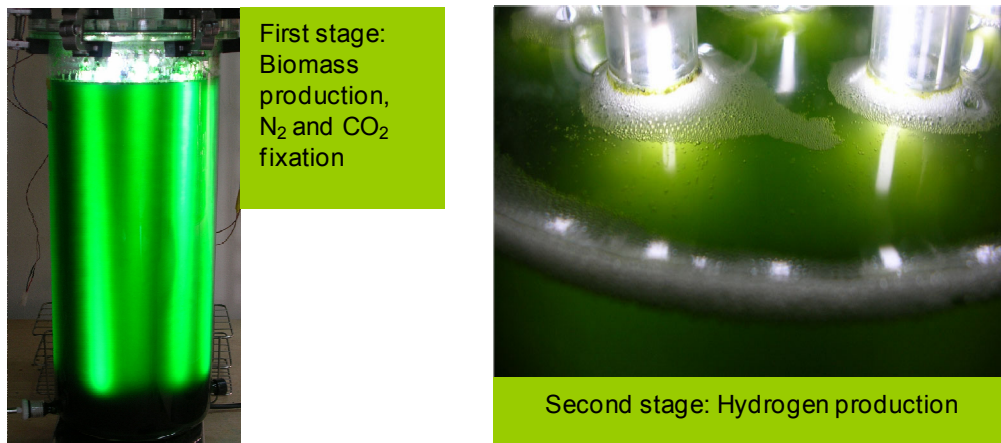 First stage:
Biomass
production,
N₂ and CO₂
fixation
Second stage: Hydrogen production